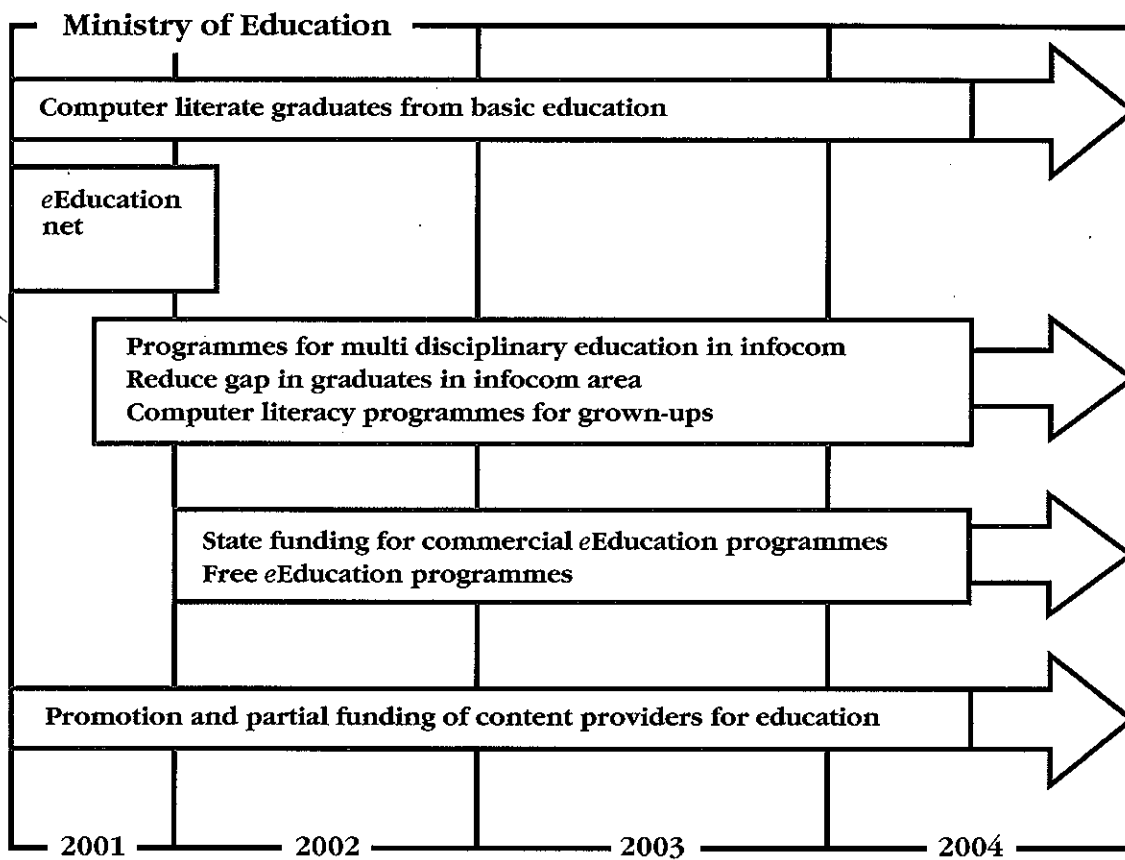 Ministry of Education
Computer literate graduates from basic education
eEducation
net
Programmes for multi disciplinary education in infocom
Reduce gap in graduates in infocom area
Computer literacy programmes for grown-ups
State funding for commercial eEducation programmes
Free eEducation programmes
Promotion and partial funding of content providers for education
2001 2002 2003 2004